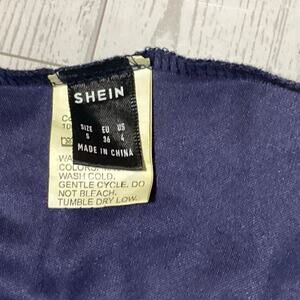 SHEIN
SIZE EU US
S 36 4
MADE IN CHINA
WASH COLD.
GENTLE CYCLE. DO
NOT BLEACH.
TUMBLE DRY LOW.